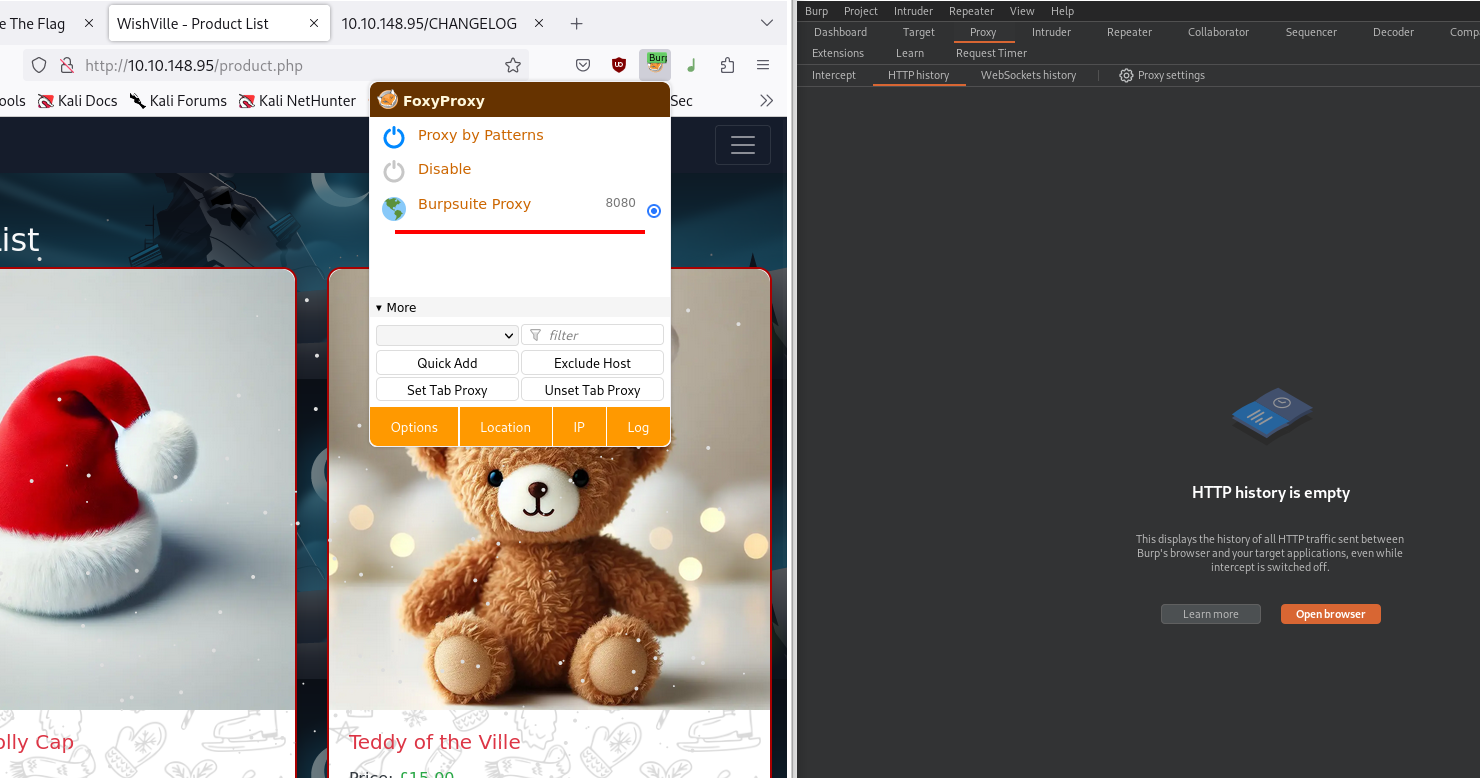 e The Flag
WishVille - Product List
10.10.148.95/CHANGELOG
http://10.10.148.95/product.php
Burp
ools
Kali Docs
Kali Forums
Kali NetHunter
Sec
FoxyProxy
Proxy by Patterns
Disable
Burpsuite Proxy
8080
More
filter
Quick Add
Exclude Host
Set Tab Proxy
Unset Tab Proxy
Options
Location
IP
Log
ist
olly Cap
Teddy of the Ville
Price: £15.00
Burp Project Intruder Repeater View Help
Dashboard Target Proxy Intruder Repeater Collaborator Sequencer Decoder Comp
Extensions Learn Request Timer
Intercept HTTP history WebSockets history Proxy settings
HTTP history is empty
This displays the history of all HTTP traffic sent between
Burp's browser and your target applications, even while
intercept is switched off.
Learn more
Open browser